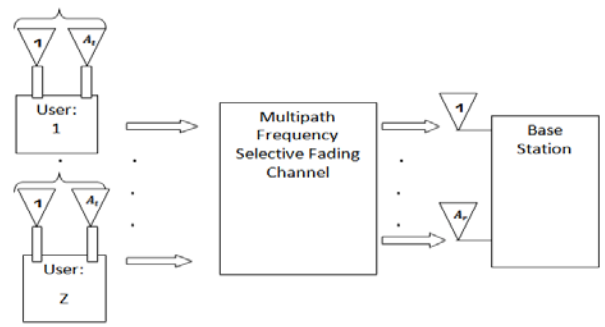 1 Aₜ
User:
1
1 Aₜ
User:
Z
Multipath
Frequency
Selective Fading
Channel
1
Aᵣ
Base
Station